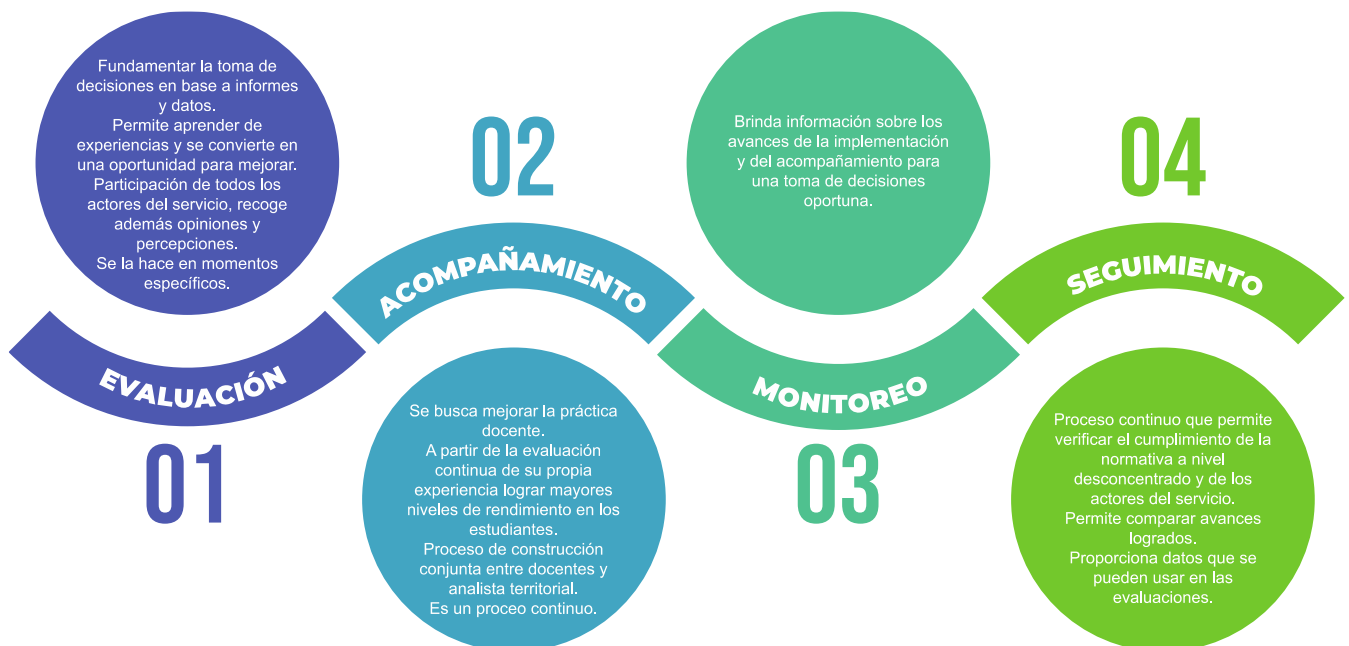 Fundamentar la toma de
decisiones en base a informes
y datos.
Permite aprender de
experiencias y se convierte en
una oportunidad para mejorar.
Participación de todos los
actores del servicio, recoge
además opiniones y
percepciones.
Se la hace en momentos
específicos.
EVALUACIÓN
01
02
ACOMPAÑAMIENTO
Se busca mejorar la práctica
docente.
A partir de la evaluación
continua de su propia
experiencia lograr mayores
niveles de rendimiento en los
estudiantes.
Proceso de construcción
conjunta entre docentes y
analista territorial.
Es un proceo continuo.
Brinda información sobre los
avances de la implementación
y del acompañamiento para
una toma de decisiones
oportuna.
MONITOREO
03
04
SEGUIMIENTO
Proceso continuo que permite
verificar el cumplimiento de la
normativa a nivel
desconcentrado y de los
actores del servicio.
Permite comparar avances
logrados.
Proporciona datos que se
pueden usar en las
evaluaciones.